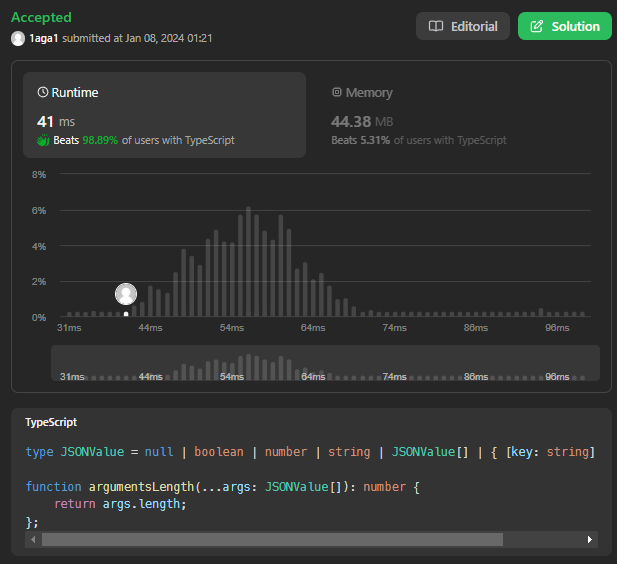 Accepted
1aga1 submitted at Jan 08, 2024 01:21
Editorial
Solution
Runtime
41 ms
Beats 98.89% of users with TypeScript
Memory
44.38 MB
Beats 5.31% of users with TypeScript
8%
6%
4%
2%
0%
31ms 44ms 54ms 64ms 74ms 86ms 96ms
31ms 44ms 54ms 64ms 74ms 86ms 96ms
TypeScript
type JSONValue = null | boolean | number | string | JSONValue[] | { [key: string]
function argumentsLength(...args: JSONValue[]): number {
    return args.length;
};